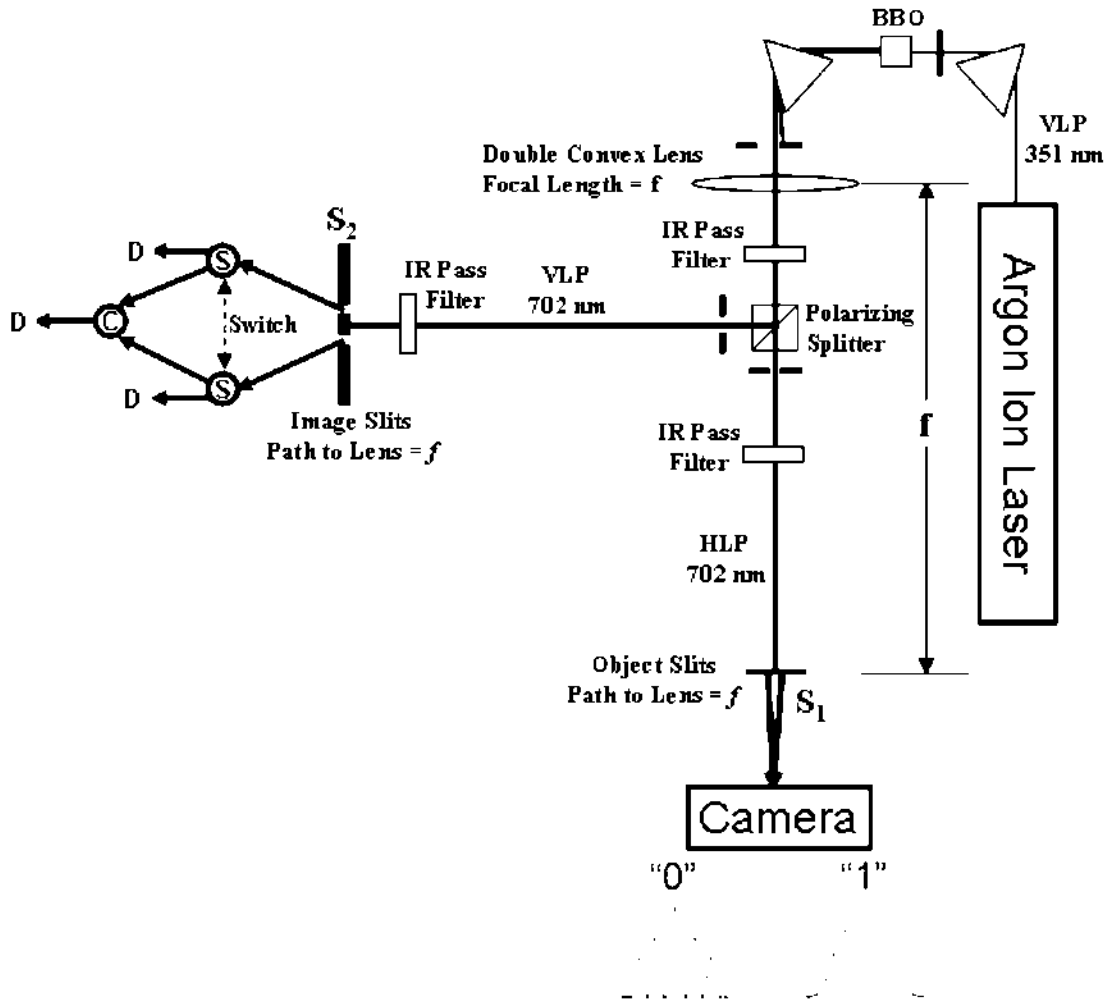 BBO
VLP
351 nm
Double Convex Lens
Focal Length = f
S2
IR Pass
Filter
IR Pass
Filter
VLP
702 nm
Polarizing
Splitter
D
S
D
C
Switch
D
S
Image Slits
Path to Lens = f
f
Argon Ion Laser
IR Pass
Filter
HLP
702 nm
Object Slits
Path to Lens = f
S1
Camera
“0” “1”